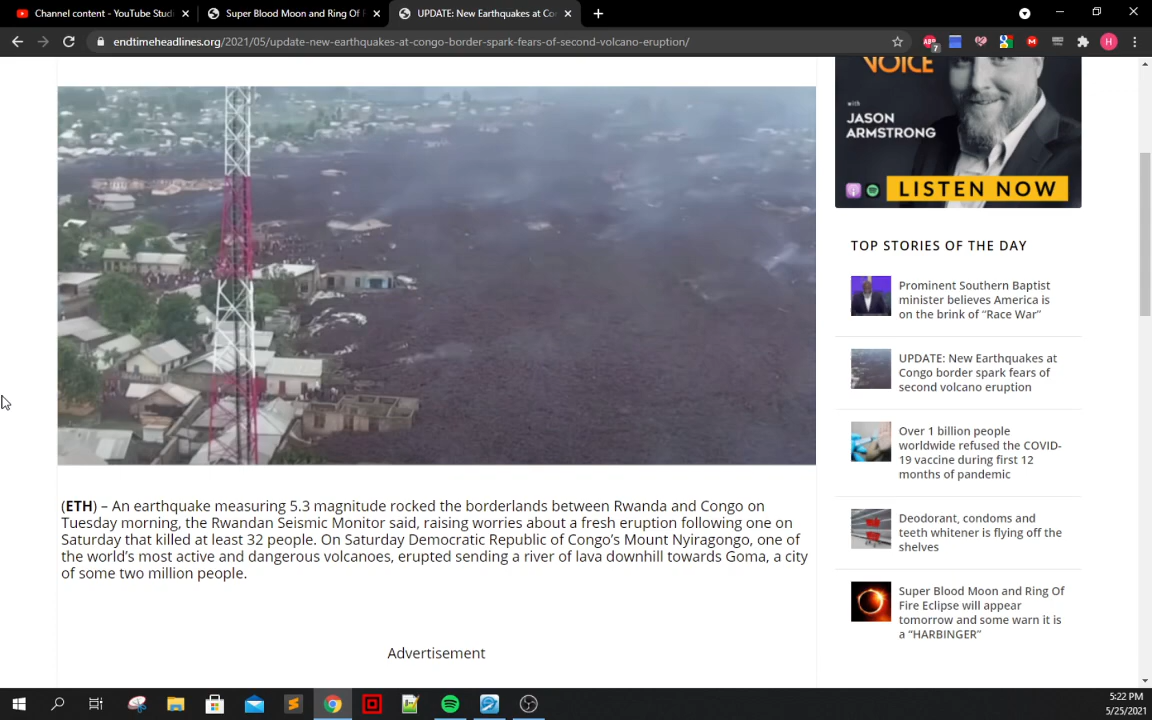 Channel content - YouTube Studi
Super Blood Moon and Ring Of F
UPDATE: New Earthquakes at Co
endtimeheadlines.org/2021/05/update-new-earthquakes-at-congo-border-spark-fears-of-second-volcano-eruption/
VOICE
with
JASON
ARMSTRONG
LISTEN NOW
TOP STORIES OF THE DAY
Prominent Southern Baptist
minister believes America is
on the brink of “Race War”
UPDATE: New Earthquakes at
Congo border spark fears of
second volcano eruption
Over 1 billion people
worldwide refused the COVID-
19 vaccine during first 12
months of pandemic
Deodorant, condoms and
teeth whitener is flying off the
shelves
Super Blood Moon and Ring Of
Fire Eclipse will appear
tomorrow and some warn it is
a “HARBINGER”
(ETH) – An earthquake measuring 5.3 magnitude rocked the borderlands between Rwanda and Congo on
Tuesday morning, the Rwandan Seismic Monitor said, raising worries about a fresh eruption following one on
Saturday that killed at least 32 people. On Saturday Democratic Republic of Congo’s Mount Nyiragongo, one of
the world’s most active and dangerous volcanoes, erupted sending a river of lava downhill towards Goma, a city
of some two million people.
Advertisement
5:22 PM
5/25/2021